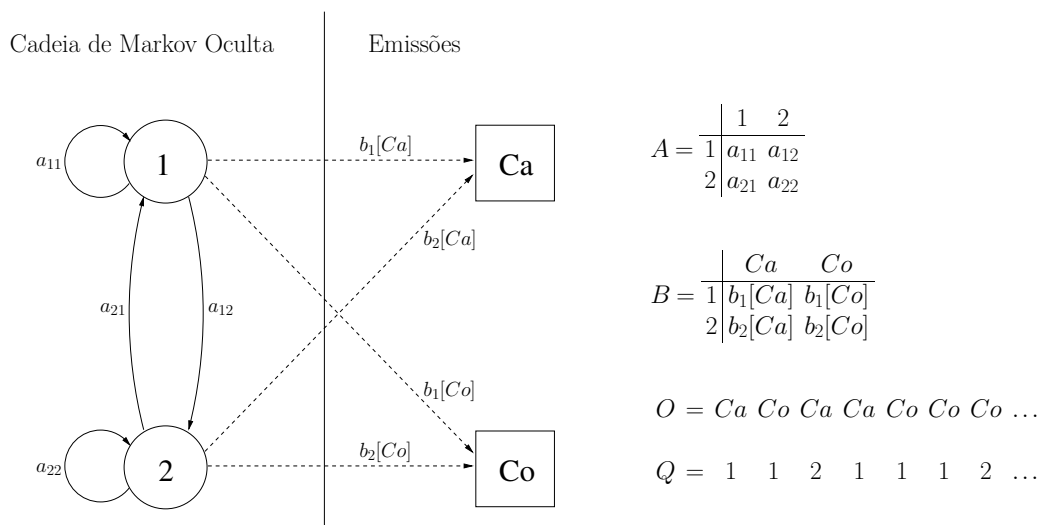 Cadeia de Markov Oculta
Emissões
a₁₁
1
b₁[Ca]
Ca
b₂[Ca]
a₂₁
a₁₂
b₁[Co]
a₂₂
2
b₂[Co]
Co
1 2
A = 1 a₁₁ a₁₂
2 a₂₁ a₂₂
Ca Co
B = 1 b₁[Ca] b₁[Co]
2 b₂[Ca] b₂[Co]
O = Ca Co Ca Ca Co Co Co ...
Q = 1 1 2 1 1 1 2 ...